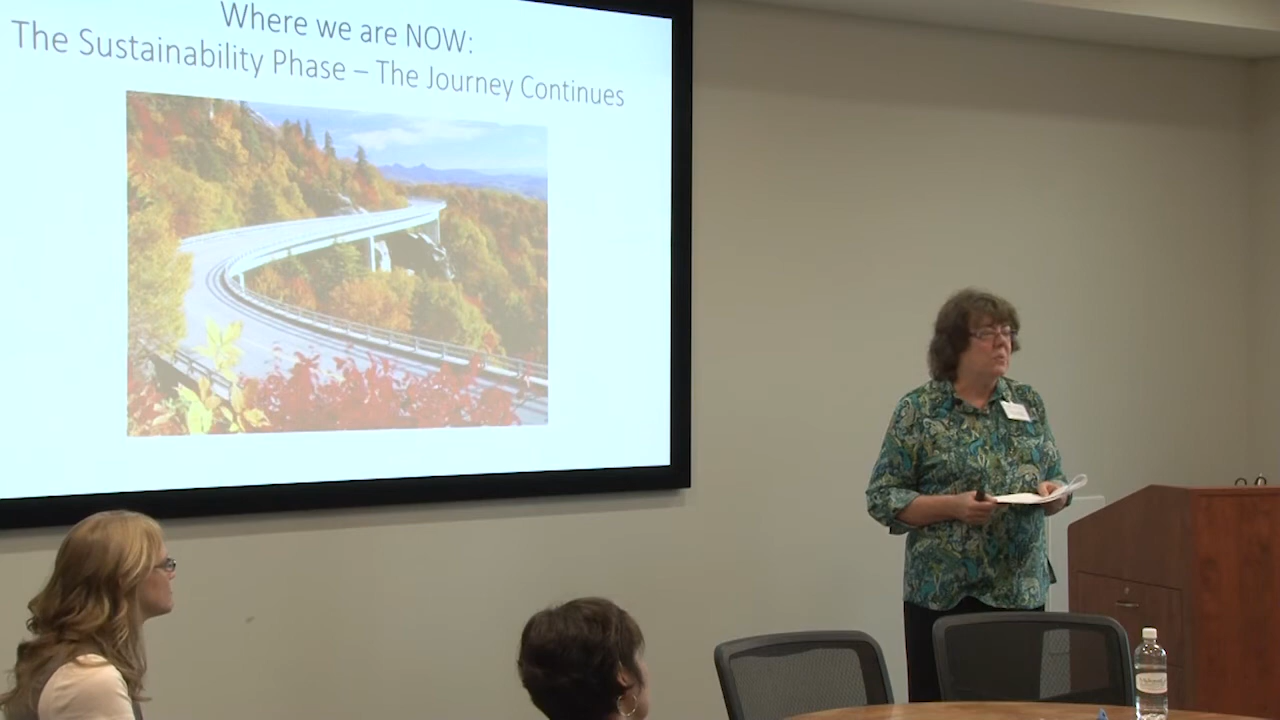 Where we are NOW:
The Sustainability Phase – The Journey Continues